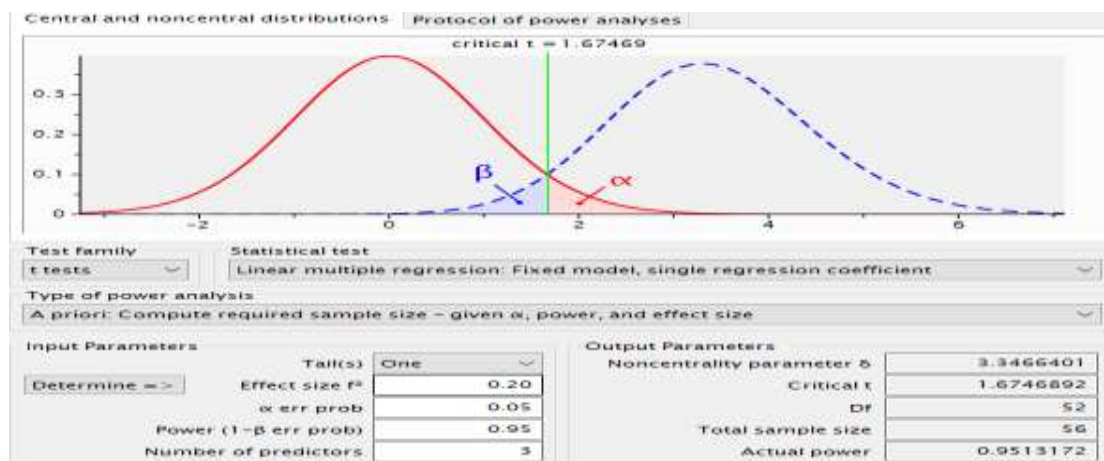 Central and noncentral distributions Protocol of power analyses
critical t = 1.67469
0.3
0.2
β α
0.1
0
-2 0 2 4 6
Test family Statistical test
t tests Linear multiple regression: Fixed model, single regression coefficient
Type of power analysis
A priori: Compute required sample size - given α, power, and effect size
Input Parameters Output Parameters
Tail(s) One Noncentrality parameter δ 3.3466401
Determine => Effect size f² 0.20 Critical t 1.6746892
α err prob 0.05 Df 52
Power (1-β err prob) 0.95 Total sample size 56
Number of predictors 3 Actual power 0.9513172